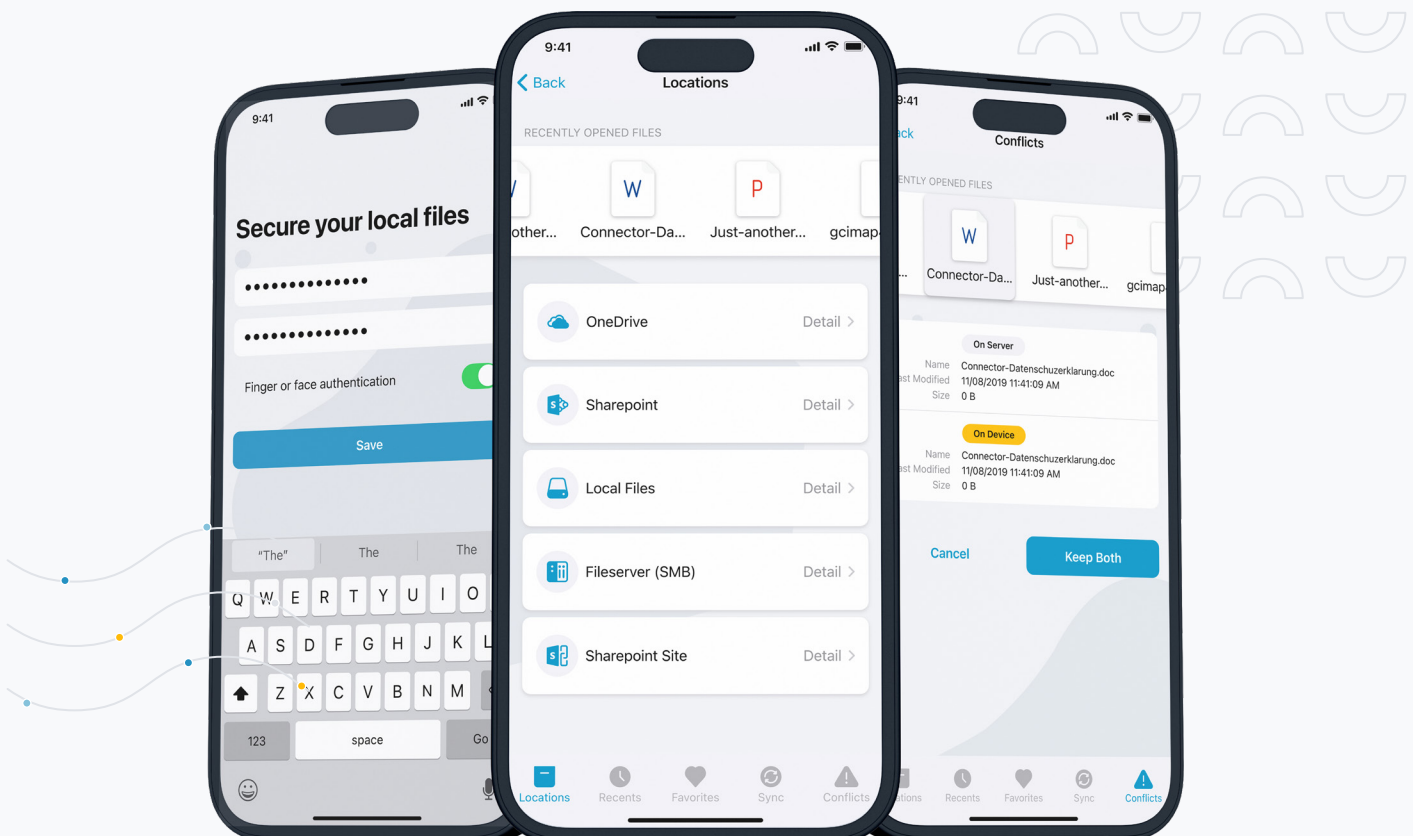 9:41
Secure your local files
••••••••••••••
••••••••••••••
Finger or face authentication
Save
“The”
The
The
Q W E R T Y U I O
A S D F G H J K L
Z X C V B N M
123
space
Go
9:41
Back
Locations
RECENTLY OPENED FILES
W
P
other...
Connector-Da...
Just-another...
gcimap
OneDrive
Detail
S
Sharepoint
Detail
Local Files
Detail
Fileserver (SMB)
Detail
S
Sharepoint Site
Detail
Locations
Recents
Favorites
Sync
Conflicts
9:41
ack
Conflicts
ENTLY OPENED FILES
W
P
...
Connector-Da...
Just-another...
gcimap
On Server
Name Connector-Datenschuzerklarung.doc
ast Modified 11/08/2019 11:41:09 AM
Size 0 B
On Device
Name Connector-Datenschuzerklarung.doc
ast Modified 11/08/2019 11:41:09 AM
Size 0 B
Cancel
Keep Both
ations
Recents
Favorites
Sync
Conflicts